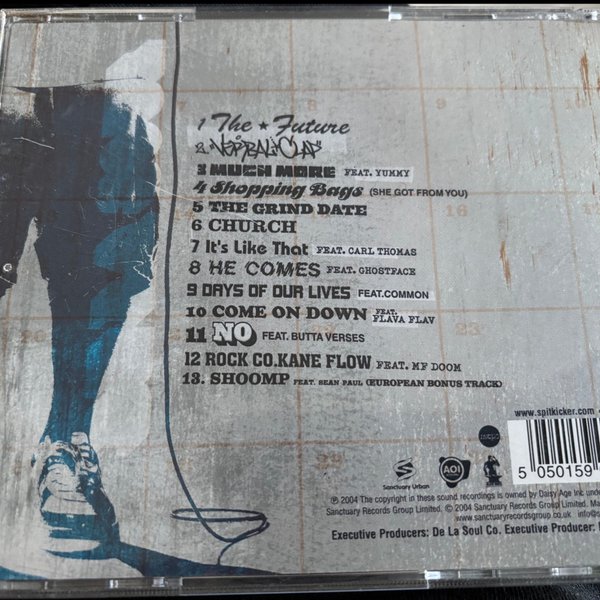 1 The ★ Future
2. VERBAL CLAP
3 MUCH MORE FEAT. YUMMY
4 Shopping Bags (SHE GOT FROM YOU)
5 THE GRIND DATE
6 CHURCH
7 It's Like That FEAT. CARL THOMAS
8 HE COMES FEAT. GHOSTFACE
9 DAYS OF OUR LIVES FEAT.COMMON
10 COME ON DOWN FEAT. FLAVA FLAV
11 NO FEAT. BUTTA VERSES
12 ROCK CO.KANE FLOW FEAT. MF DOOM
13. SHOOMP FEAT. SEAN PAUL (EUROPEAN BONUS TRACK)
www.spitkicker.com
5 050159
Sanctuary Urban
AOI
℗ 2004 The copyright in these sound recordings is owned by Daisy Age Inc under
Sanctuary Records Group Limited. © 2004 Sanctuary Records Group Limited. Ma
www.sanctuaryrecordsgroup.co.uk
Executive Producers: De La Soul Co. Executive Producer: